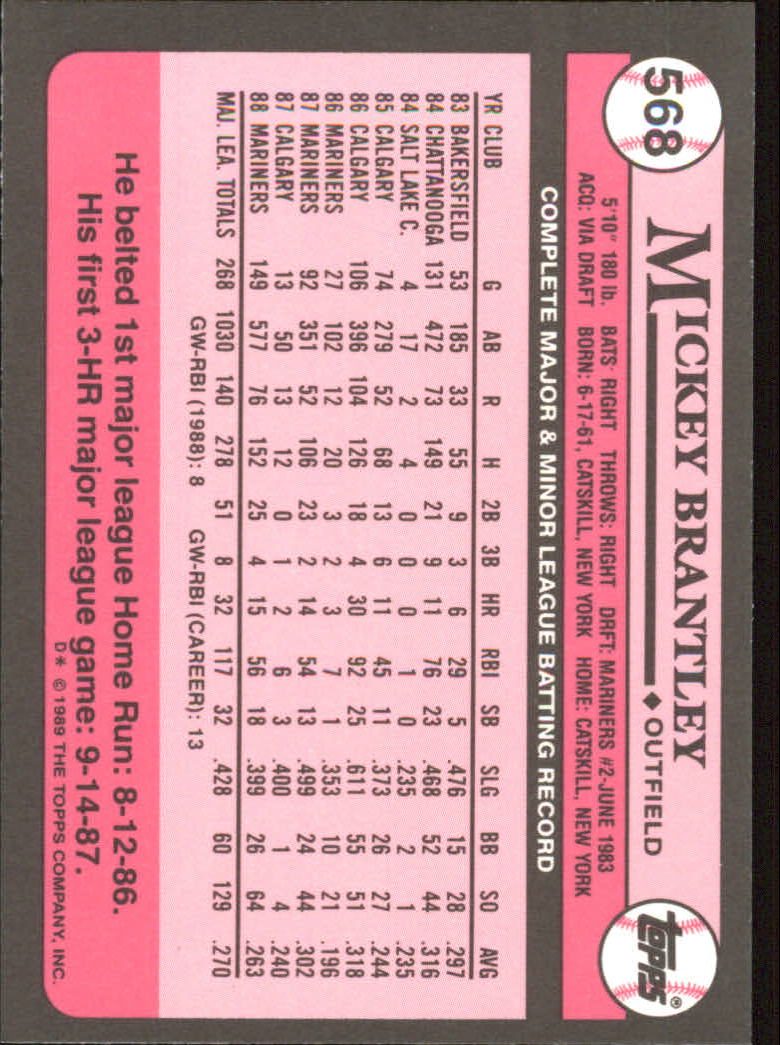 568
MICKEY BRANTLEY
◆ OUTFIELD
topps®
5'10" 180 lb. BATS: RIGHT THROWS: RIGHT DRFT: MARINERS #2-JUNE 1983
ACQ: VIA DRAFT BORN: 6-17-61, CATSKILL, NEW YORK HOME: CATSKILL, NEW YORK
COMPLETE MAJOR & MINOR LEAGUE BATTING RECORD
YR CLUB G AB R H 2B 3B HR RBI SB SLG BB SO AVG
83 BAKERSFIELD 53 185 33 55 9 3 6 29 5 .476 15 28 .297
84 CHATTANOOGA 131 472 73 149 21 9 11 76 23 .468 52 44 .316
84 SALT LAKE C. 4 17 2 4 0 0 0 1 0 .235 2 1 .235
85 CALGARY 74 279 52 68 13 6 11 45 11 .373 26 27 .244
86 CALGARY 106 396 104 126 18 4 30 92 25 .611 55 51 .318
86 MARINERS 27 102 12 20 3 2 3 7 1 .353 10 21 .196
87 MARINERS 92 351 52 106 23 2 14 54 13 .499 24 44 .302
87 CALGARY 13 50 13 12 0 1 2 6 3 .400 1 4 .240
88 MARINERS 149 577 76 152 25 4 15 56 18 .399 26 64 .263
MAJ. LEA. TOTALS 268 1030 140 278 51 8 32 117 32 .428 60 129 .270
GW-RBI (1988): 8 GW-RBI (CAREER): 13
He belted 1st major league Home Run: 8-12-86.
His first 3-HR major league game: 9-14-87.
D* © 1989 THE TOPPS COMPANY, INC.